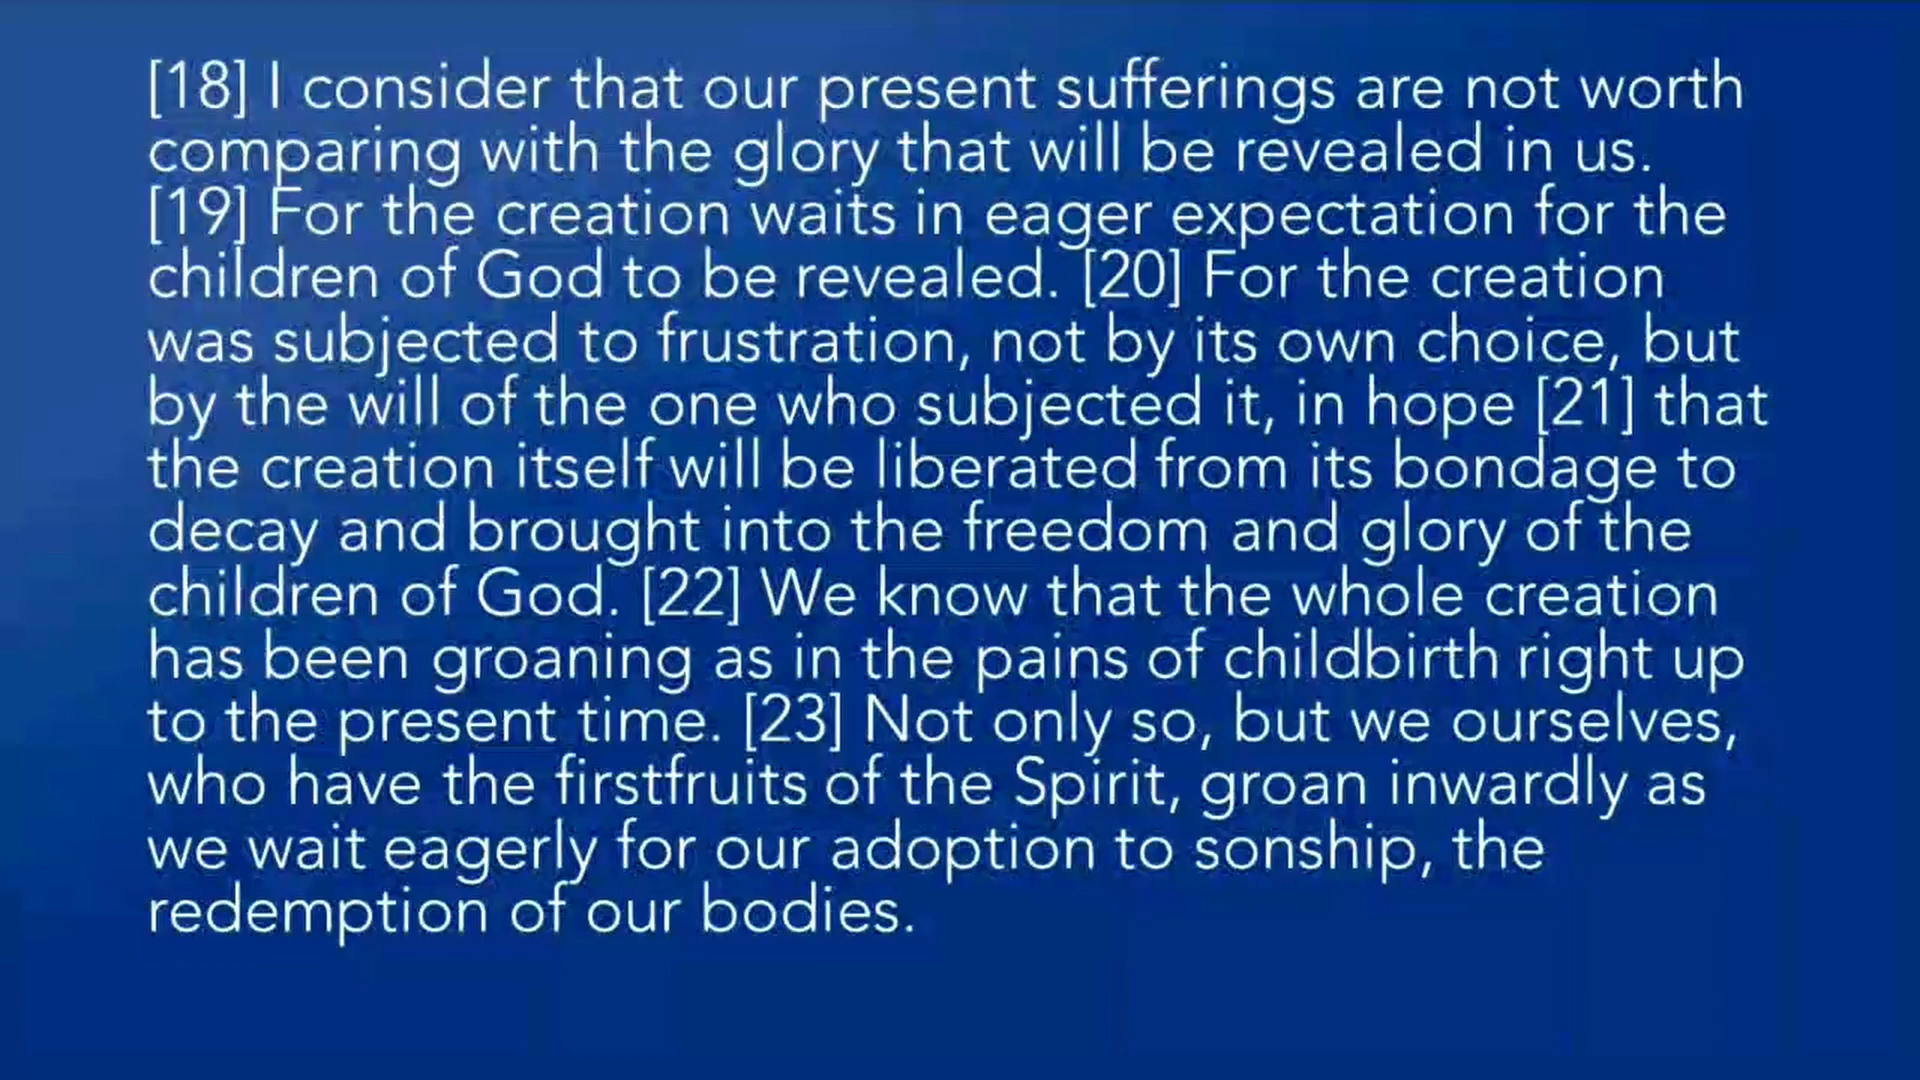 [18] I consider that our present sufferings are not worth
comparing with the glory that will be revealed in us.
[19] For the creation waits in eager expectation for the
children of God to be revealed. [20] For the creation
was subjected to frustration, not by its own choice, but
by the will of the one who subjected it, in hope [21] that
the creation itself will be liberated from its bondage to
decay and brought into the freedom and glory of the
children of God. [22] We know that the whole creation
has been groaning as in the pains of childbirth right up
to the present time. [23] Not only so, but we ourselves,
who have the firstfruits of the Spirit, groan inwardly as
we wait eagerly for our adoption to sonship, the
redemption of our bodies.